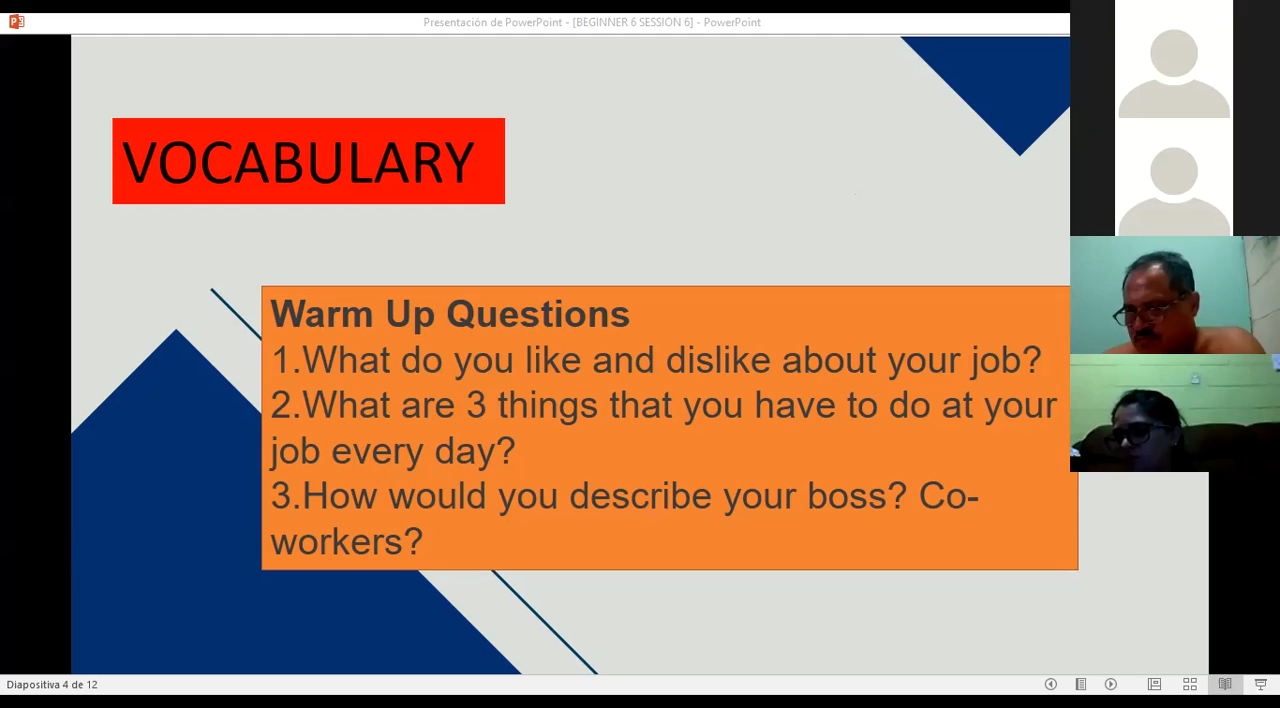 Presentación de PowerPoint - [BEGINNER 6 SESSION 6] - PowerPoint
VOCABULARY
Warm Up Questions
1.What do you like and dislike about your job?
2.What are 3 things that you have to do at your
job every day?
3.How would you describe your boss? Co-
workers?
Diapositiva 4 de 12